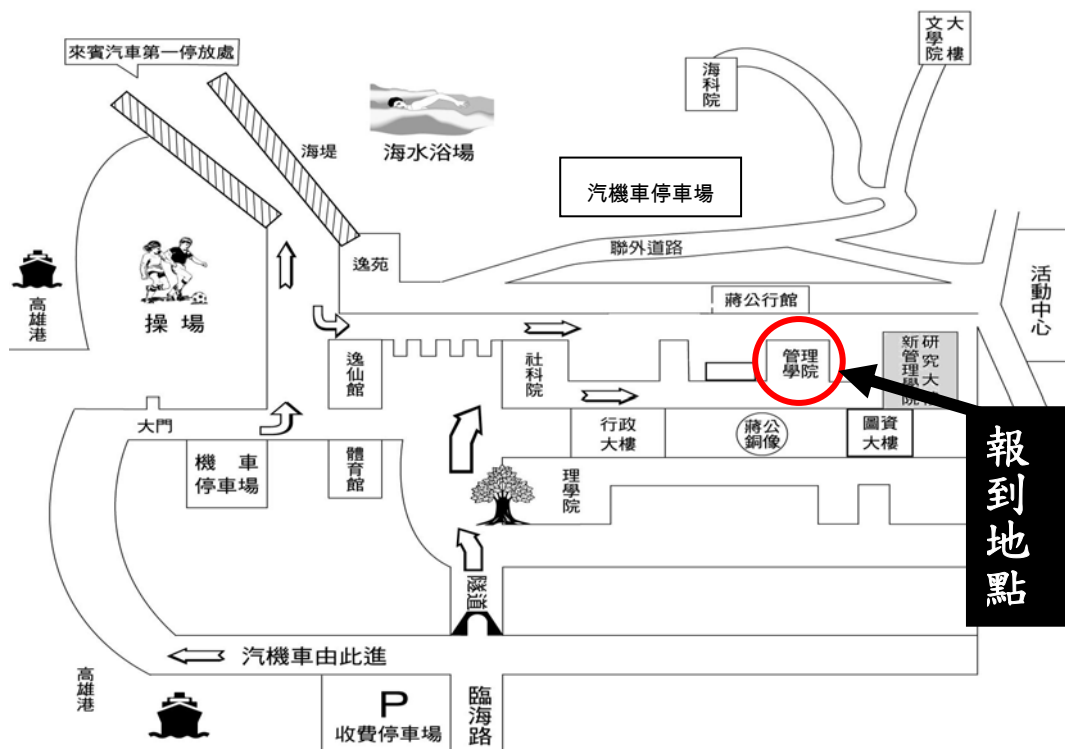 來賓汽車第一停放處
海堤
海水浴場
海科院
文學院
大樓
汽機車停車場
聯外道路
逸苑
高雄港
操場
蔣公行館
活動中心
逸仙館
社科院
管理
學院
新管理學院
研究大樓
大門
機車
停車場
體育館
行政
大樓
蔣公
銅像
圖資
大樓
理學院
報到地點
隧道
汽機車由此進
高雄港
P
收費停車場
臨海路